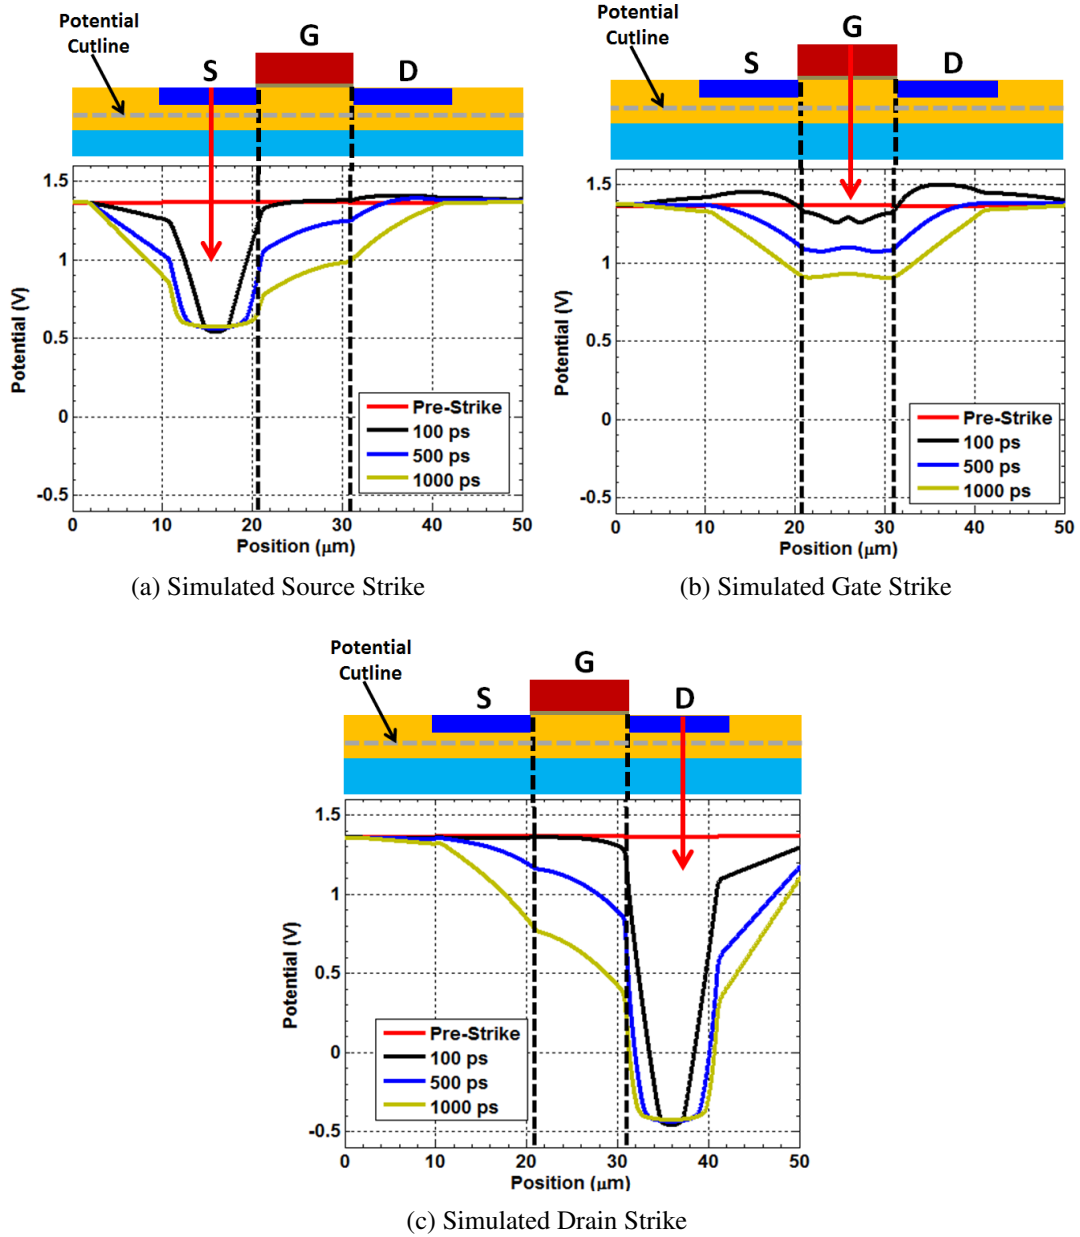 Potential
Cutline
G
S
D
1.5
1
0.5
0
-0.5
Potential (V)
Pre-Strike
100 ps
500 ps
1000 ps
0
10
20
30
40
50
Position (μm)
(a) Simulated Source Strike
Potential
Cutline
G
S
D
1.5
1
0.5
0
-0.5
Potential (V)
Pre-Strike
100 ps
500 ps
1000 ps
0
10
20
30
40
50
Position (μm)
(b) Simulated Gate Strike
Potential
Cutline
G
S
D
1.5
1
0.5
0
-0.5
Potential (V)
Pre-Strike
100 ps
500 ps
1000 ps
0
10
20
30
40
50
Position (μm)
(c) Simulated Drain Strike